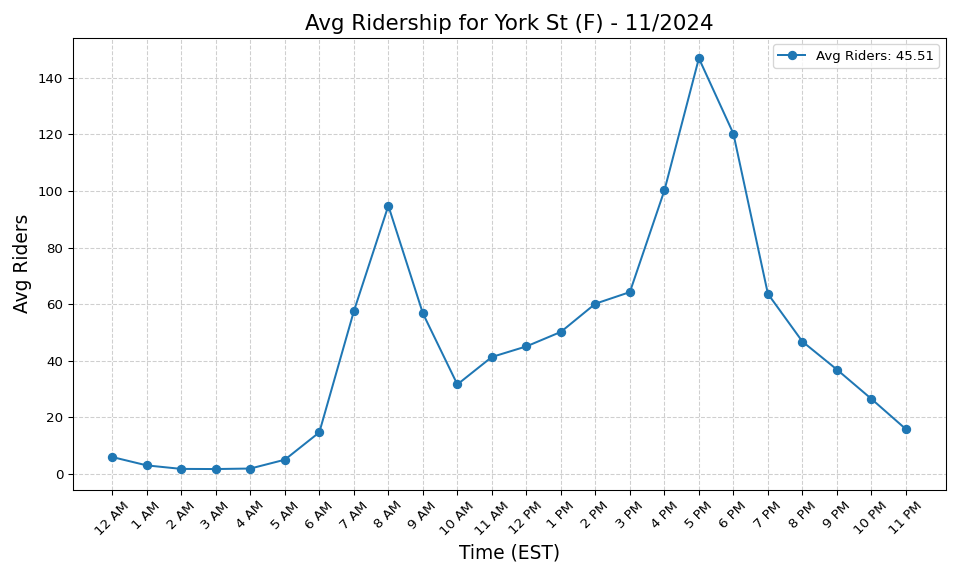 Avg Ridership for York St (F) - 11/2024
Avg Riders: 45.51
Avg Riders
140
120
100
80
60
40
20
0
12 AM 1 AM 2 AM 3 AM 4 AM 5 AM 6 AM 7 AM 8 AM 9 AM 10 AM 11 AM 12 PM 1 PM 2 PM 3 PM 4 PM 5 PM 6 PM 7 PM 8 PM 9 PM 10 PM 11 PM
Time (EST)